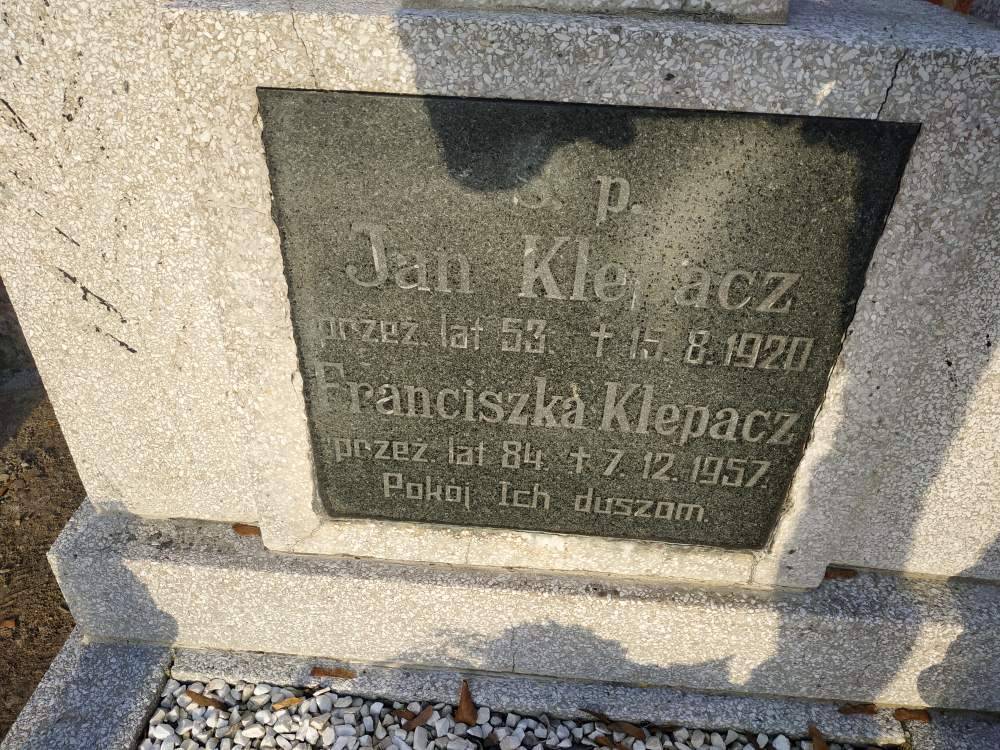 Ś. p.
Jan Klepacz
przeż. lat 53. † 15. 8. 1920.
Franciszka Klepacz
przeż. lat 84. † 7. 12. 1957.
Pokój Ich duszom.